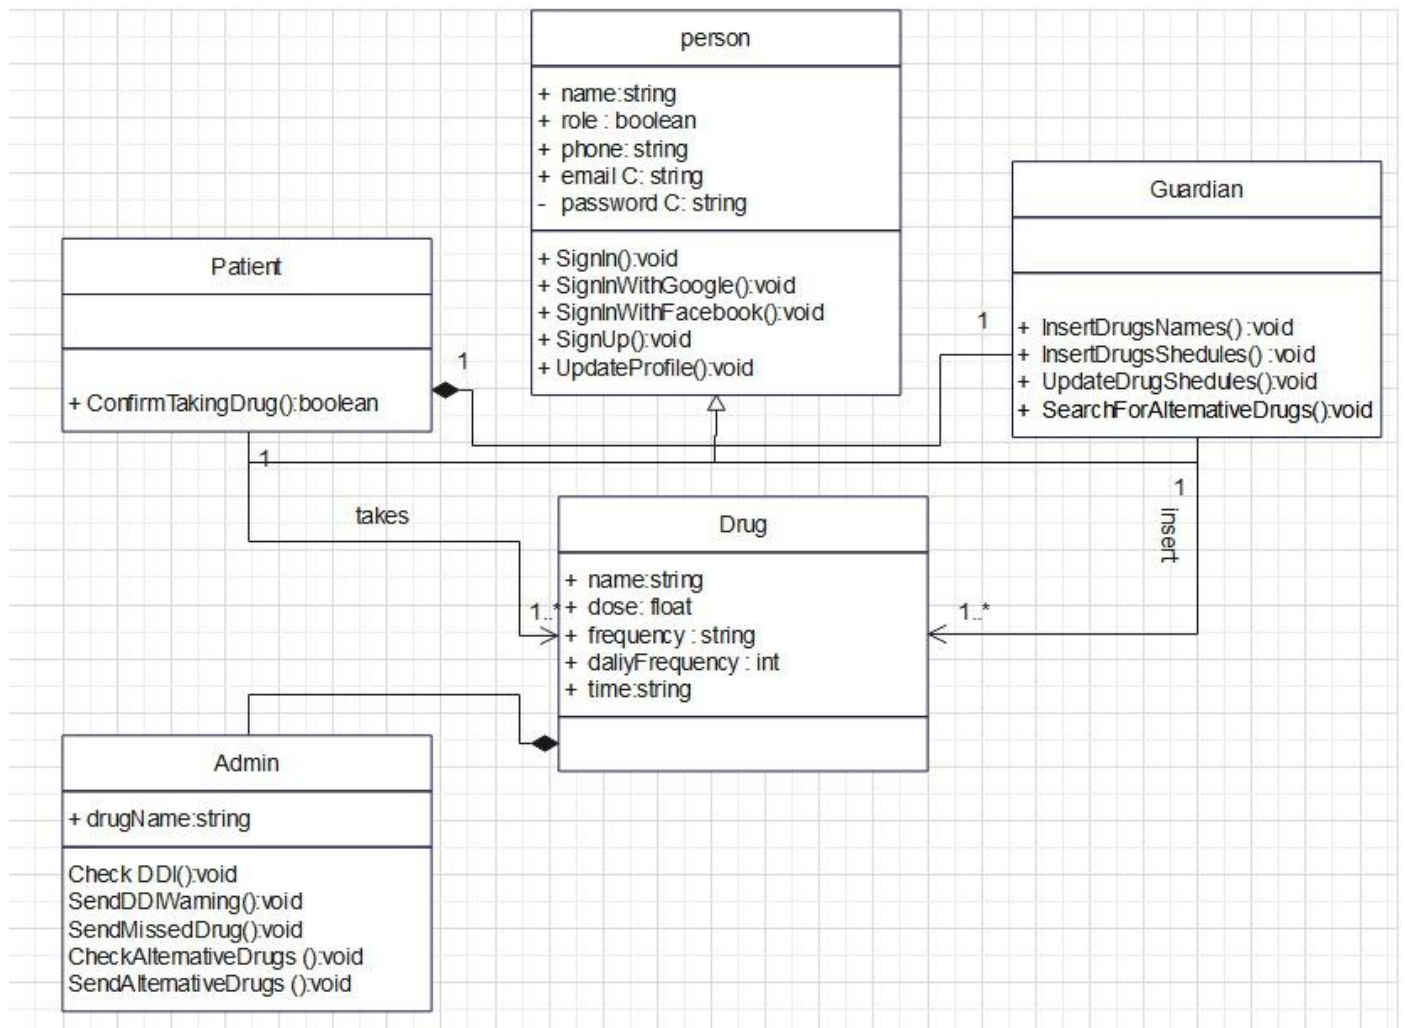 person
+ name:string
+ role : boolean
+ phone: string
+ email C: string
- password C: string
+ SignIn():void
+ SignInWithGoogle():void
+ SignInWithFacebook():void
+ SignUp():void
+ UpdateProfile():void
Guardian
+ InsertDrugsNames() :void
+ InsertDrugsShedules() :void
+ UpdateDrugShedules():void
+ SearchForAlternativeDrugs():void
Patient
+ ConfirmTakingDrug():boolean
1
1
1
1
takes
insert
1..*
1..*
Drug
+ name:string
+ dose: float
+ frequency : string
+ daliyFrequency : int
+ time:string
Admin
+ drugName:string
Check DDI():void
SendDDIWarning():void
SendMissedDrug():void
CheckAlternativeDrugs ():void
SendAlternativeDrugs ():void